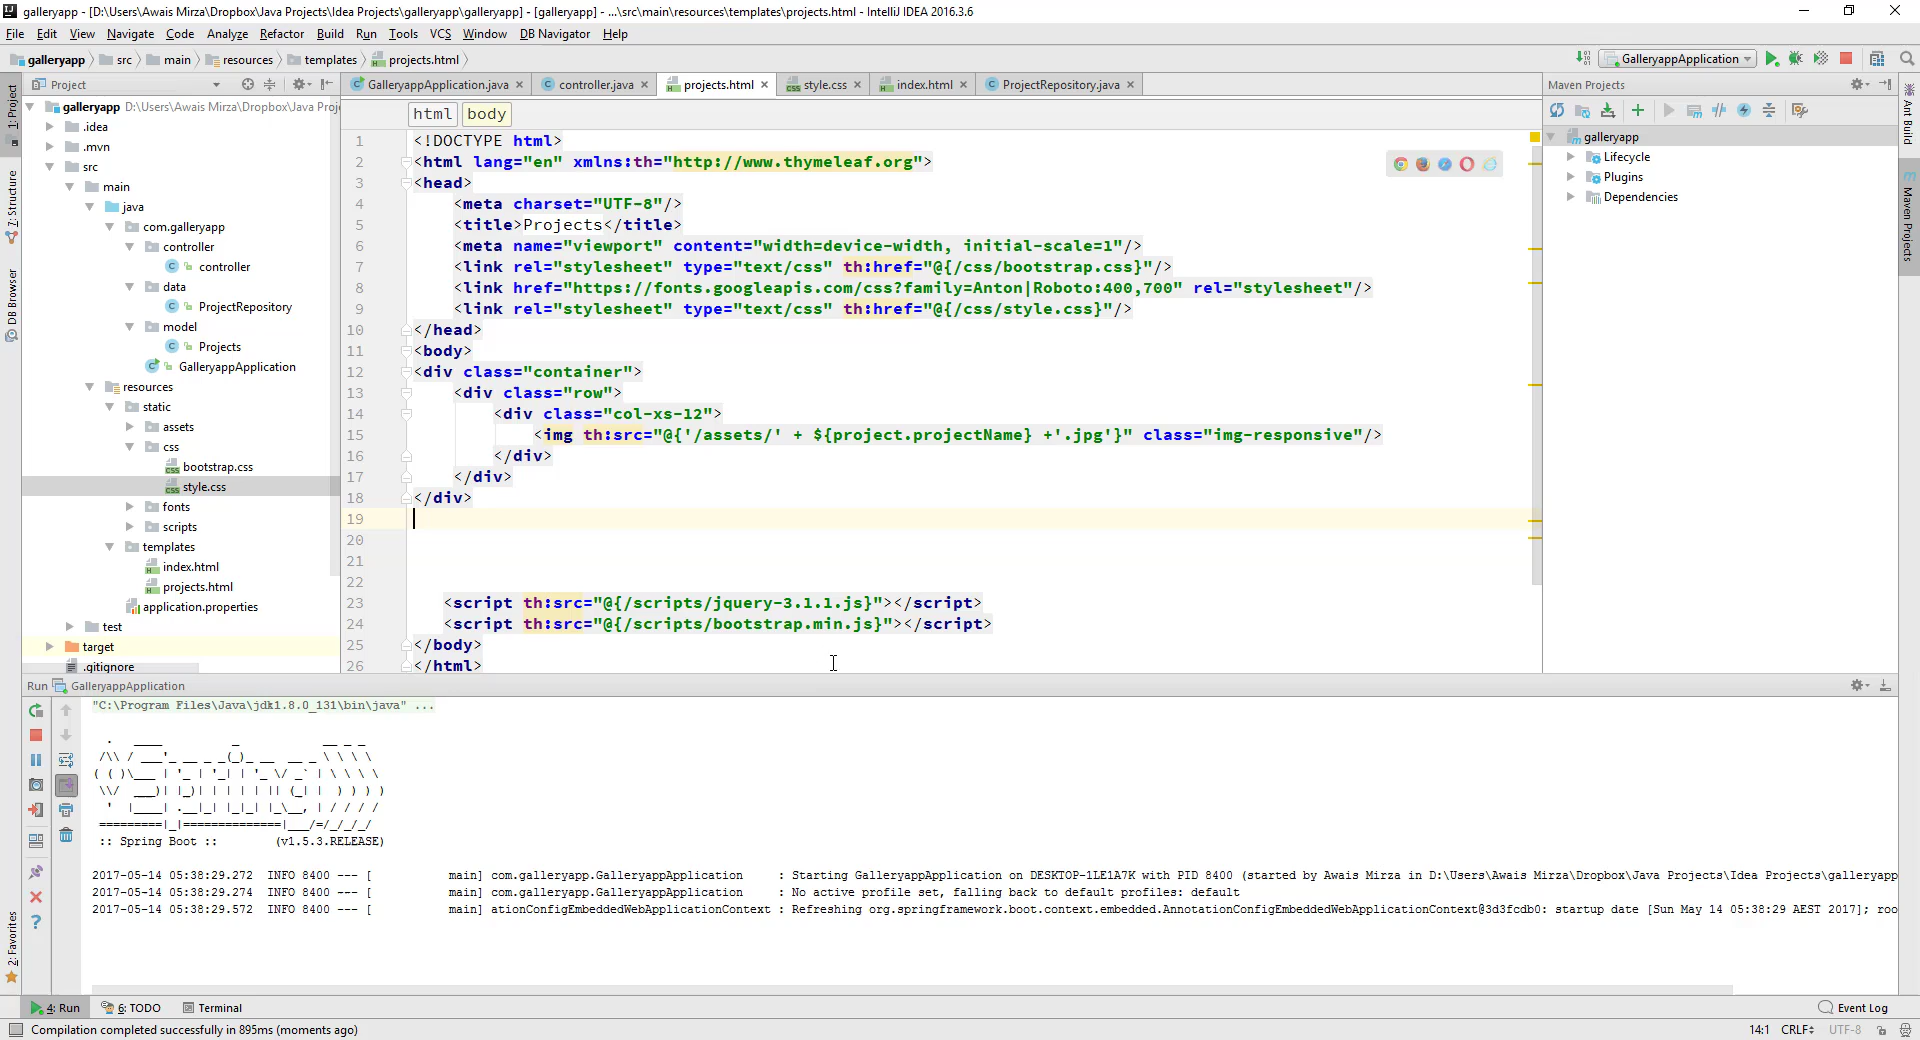 galleryapp - [D:\Users\Awais Mirza\Dropbox\Java Projects\Idea Projects\galleryapp\galleryapp] - [galleryapp] - ...\src\main\resources\templates\projects.html - IntelliJ IDEA 2016.3.6
File Edit View Navigate Code Analyze Refactor Build Run Tools VCS Window DB Navigator Help
galleryapp src main resources templates projects.html GalleryappApplication
Project GalleryappApplication.java controller.java projects.html style.css index.html ProjectRepository.java Maven Projects
1: Project
7: Structure
DB Browser
2: Favorites
galleryapp D:\Users\Awais Mirza\Dropbox\Java Proj
.idea
.mvn
src
main
java
com.galleryapp
controller
controller
data
ProjectRepository
model
Projects
GalleryappApplication
resources
static
assets
css
bootstrap.css
style.css
fonts
scripts
templates
index.html
projects.html
application.properties
test
target
.gitignore
html body
1 <!DOCTYPE html>
2 <html lang="en" xmlns:th="http://www.thymeleaf.org">
3 <head>
4 <meta charset="UTF-8"/>
5 <title>Projects</title>
6 <meta name="viewport" content="width=device-width, initial-scale=1"/>
7 <link rel="stylesheet" type="text/css" th:href="@{/css/bootstrap.css}"/>
8 <link href="https://fonts.googleapis.com/css?family=Anton|Roboto:400,700" rel="stylesheet"/>
9 <link rel="stylesheet" type="text/css" th:href="@{/css/style.css}"/>
10 </head>
11 <body>
12 <div class="container">
13 <div class="row">
14 <div class="col-xs-12">
15 <img th:src="@{'/assets/' + ${project.projectName} +'.jpg'}" class="img-responsive"/>
16 </div>
17 </div>
18 </div>
19
20
21
22
23 <script th:src="@{/scripts/jquery-3.1.1.js}"></script>
24 <script th:src="@{/scripts/bootstrap.min.js}"></script>
25 </body>
26 </html>
galleryapp
Lifecycle
Plugins
Dependencies
Ant Build
Maven Projects
Run GalleryappApplication
"C:\Program Files\Java\jdk1.8.0_131\bin\java" ...
:: Spring Boot :: (v1.5.3.RELEASE)
2017-05-14 05:38:29.272 INFO 8400 --- [ main] com.galleryapp.GalleryappApplication : Starting GalleryappApplication on DESKTOP-1LE1A7K with PID 8400 (started by Awais Mirza in D:\Users\Awais Mirza\Dropbox\Java Projects\Idea Projects\galleryapp
2017-05-14 05:38:29.274 INFO 8400 --- [ main] com.galleryapp.GalleryappApplication : No active profile set, falling back to default profiles: default
2017-05-14 05:38:29.572 INFO 8400 --- [ main] ationConfigEmbeddedWebApplicationContext : Refreshing org.springframework.boot.context.embedded.AnnotationConfigEmbeddedWebApplicationContext@3d3fcdb0: startup date [Sun May 14 05:38:29 AEST 2017]; roo
4: Run 6: TODO Terminal Event Log
Compilation completed successfully in 895ms (moments ago) 14:1 CRLF UTF-8